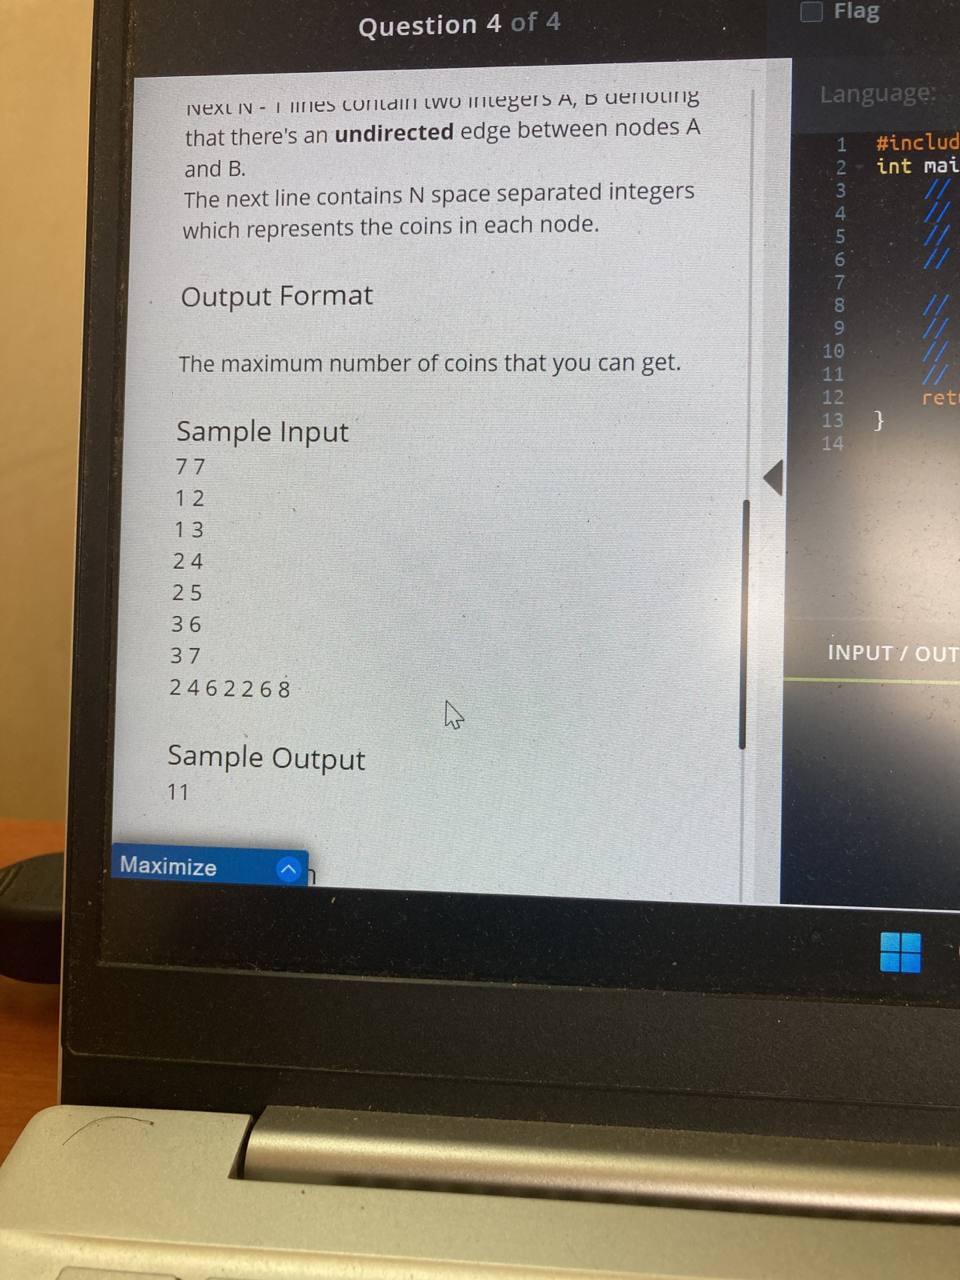 Question 4 of 4
Flag
Next N - 1 lines contain two integers A, B denoting
that there's an undirected edge between nodes A
and B.
The next line contains N space separated integers
which represents the coins in each node.
Output Format
The maximum number of coins that you can get.
Sample Input
7 7
1 2
1 3
2 4
2 5
3 6
3 7
2 4 6 2 2 6 8
Sample Output
11
Maximize
Language:
1 #includ
2 int mai
3 //
4 //
5 //
6 //
7
8 //
9 //
10 //
11 //
12 retu
13 }
14
INPUT / OUT